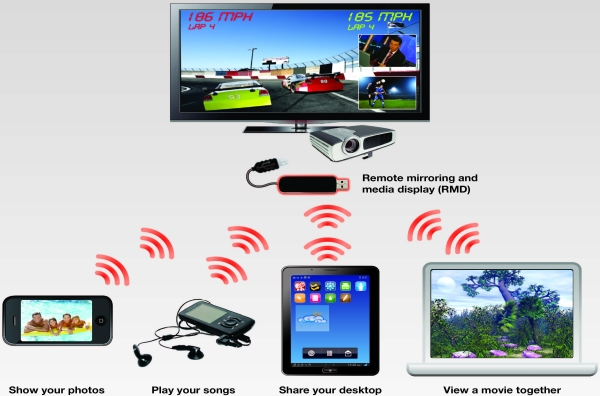 186 MPH
LAP 4
185 MPH
LAP 4
Remote mirroring and
media display (RMD)
Show your photos
Play your songs
Share your desktop
View a movie together